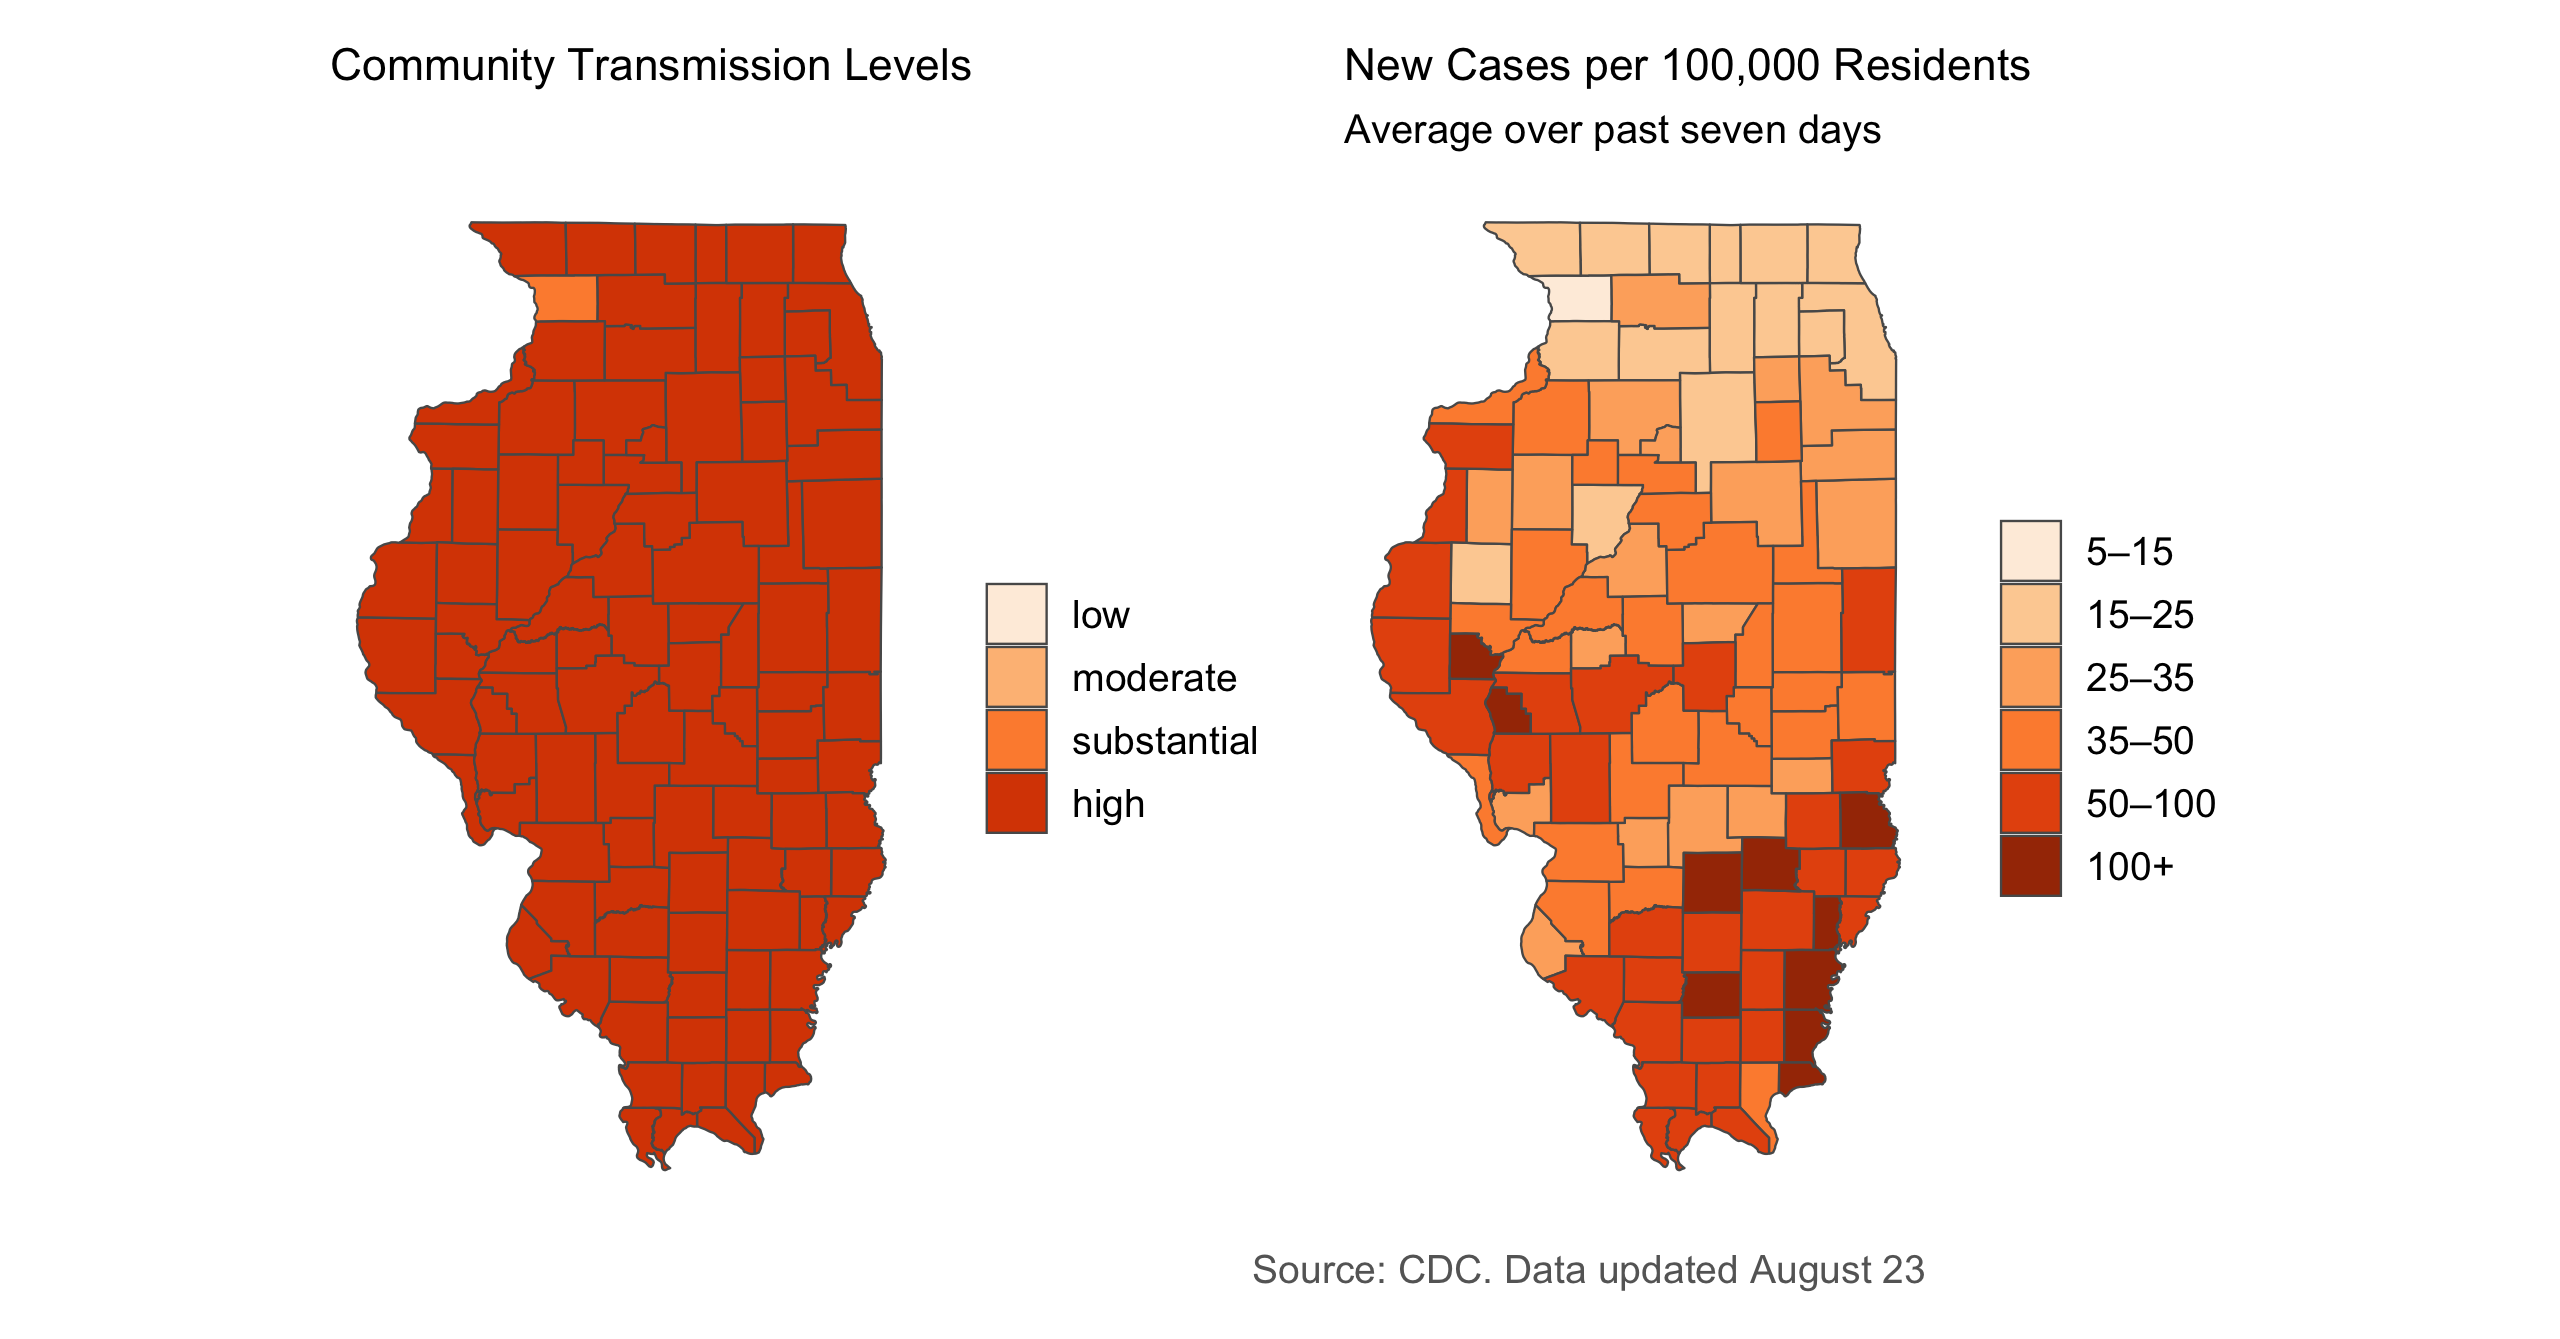 Community Transmission Levels
low
moderate
substantial
high
New Cases per 100,000 Residents
Average over past seven days
5–15
15–25
25–35
35–50
50–100
100+
Source: CDC. Data updated August 23